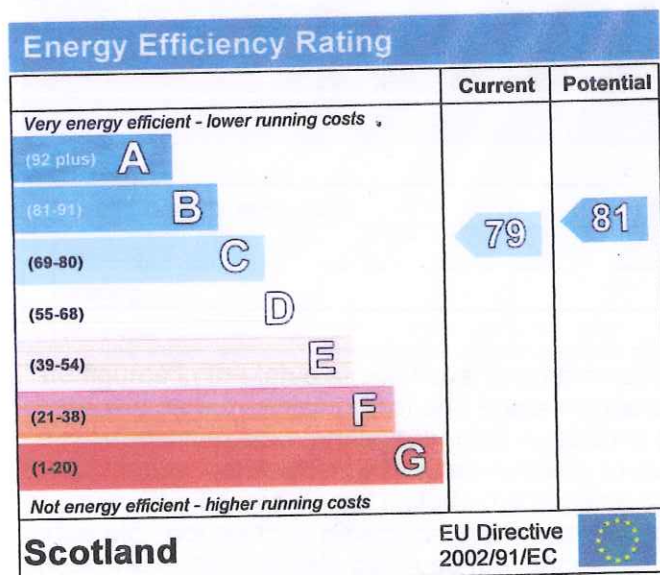 Energy Efficiency Rating
Current Potential
Very energy efficient - lower running costs
(92 plus) A
(81-91) B
(69-80) C
79
81
(55-68) D
(39-54) E
(21-38) F
(1-20) G
Not energy efficient - higher running costs
Scotland
EU Directive
2002/91/EC